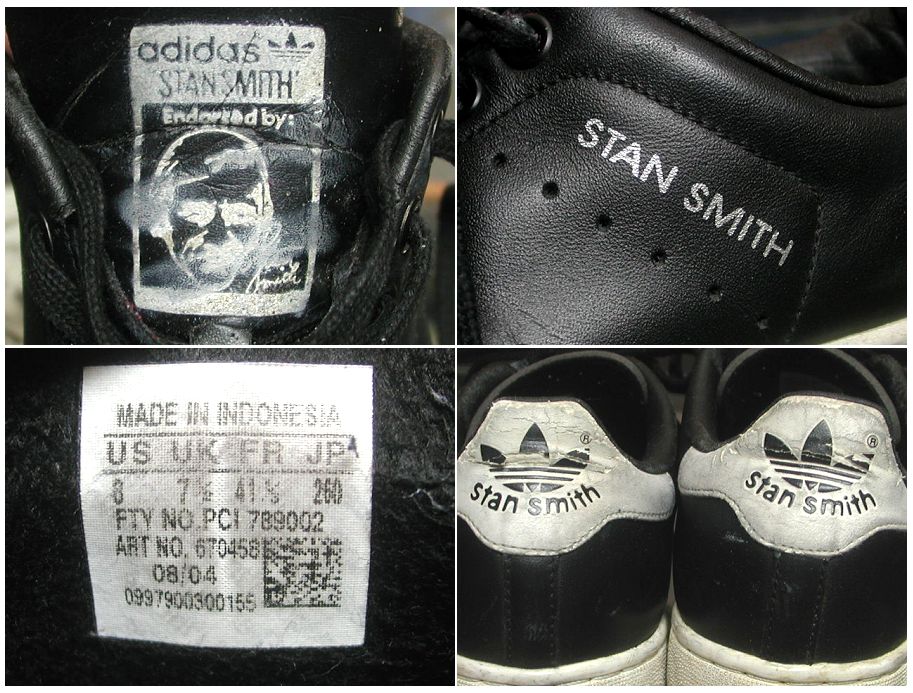 adidas
STAN SMITH
Endorsed by:
STAN SMITH
MADE IN INDONESIA
US UK FR JP
8 7½ 41⅓ 260
FTY NO.PCI 789002
ART NO. 670458
08/04
0997900300155
®
stan smith
®
stan smith